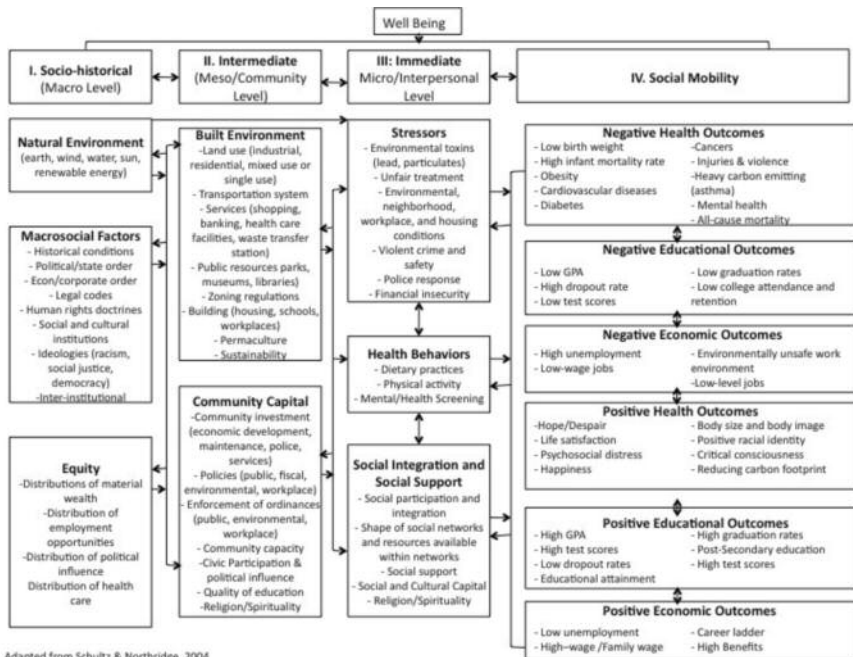 Well Being
I. Socio-historical
(Macro Level)
II. Intermediate
(Meso/Community
Level)
III: Immediate
Micro/Interpersonal
Level
IV. Social Mobility
Natural Environment
(earth, wind, water, sun,
renewable energy)
Macrosocial Factors
- Historical conditions
- Political/state order
- Econ/corporate order
- Legal codes
- Human rights doctrines
- Social and cultural
institutions
- Ideologies (racism,
social justice,
democracy)
-Inter-institutional
Equity
-Distributions of material
wealth
-Distribution of
employment
opportunities
-Distribution of political
influence
Distribution of health
care
Built Environment
-Land use (industrial,
residential, mixed use or
single use)
- Transportation system
- Services (shopping,
banking, health care
facilities, waste transfer
station)
- Public resources parks,
museums, libraries)
- Zoning regulations
- Building (housing, schools,
workplaces)
- Permaculture
- Sustainability
Community Capital
-Community investment
(economic development,
maintenance, police,
services)
- Policies (public, fiscal,
environmental, workplace)
- Enforcement of ordinances
(public, environmental,
workplace)
- Community capacity
-Civic Participation &
political influence
- Quality of education
-Religion/Spirituality
Stressors
- Environmental toxins
(lead, particulates)
- Unfair treatment
- Environmental,
neighborhood,
workplace, and housing
conditions
- Violent crime and
safety
- Police response
- Financial insecurity
Health Behaviors
- Dietary practices
- Physical activity
- Mental/Health Screening
Social Integration and
Social Support
- Social participation and
integration
- Shape of social networks
and resources available
within networks
- Social support
- Social and Cultural Capital
- Religion/Spirituality
Negative Health Outcomes
- Low birth weight
- High infant mortality rate
- Obesity
- Cardiovascular diseases
- Diabetes
-Cancers
- Injuries & violence
-Heavy carbon emitting
(asthma)
- Mental health
- All-cause mortality
Negative Educational Outcomes
- Low GPA
- High dropout rate
- Low test scores
- Low graduation rates
- Low college attendance and
retention
Negative Economic Outcomes
- High unemployment
- Low-wage jobs
- Environmentally unsafe work
environment
-Low-level jobs
Positive Health Outcomes
-Hope/Despair
- Life satisfaction
- Psychosocial distress
- Happiness
- Body size and body image
- Positive racial identity
- Critical consciousness
- Reducing carbon footprint
Positive Educational Outcomes
- High GPA
- High test scores
- Low dropout rates
- Educational attainment
- High graduation rates
- Post-Secondary education
- High test scores
Positive Economic Outcomes
- Low unemployment
- High–wage /Family wage
- Career ladder
- High Benefits
Adapted from Schultz & Northridge, 2004